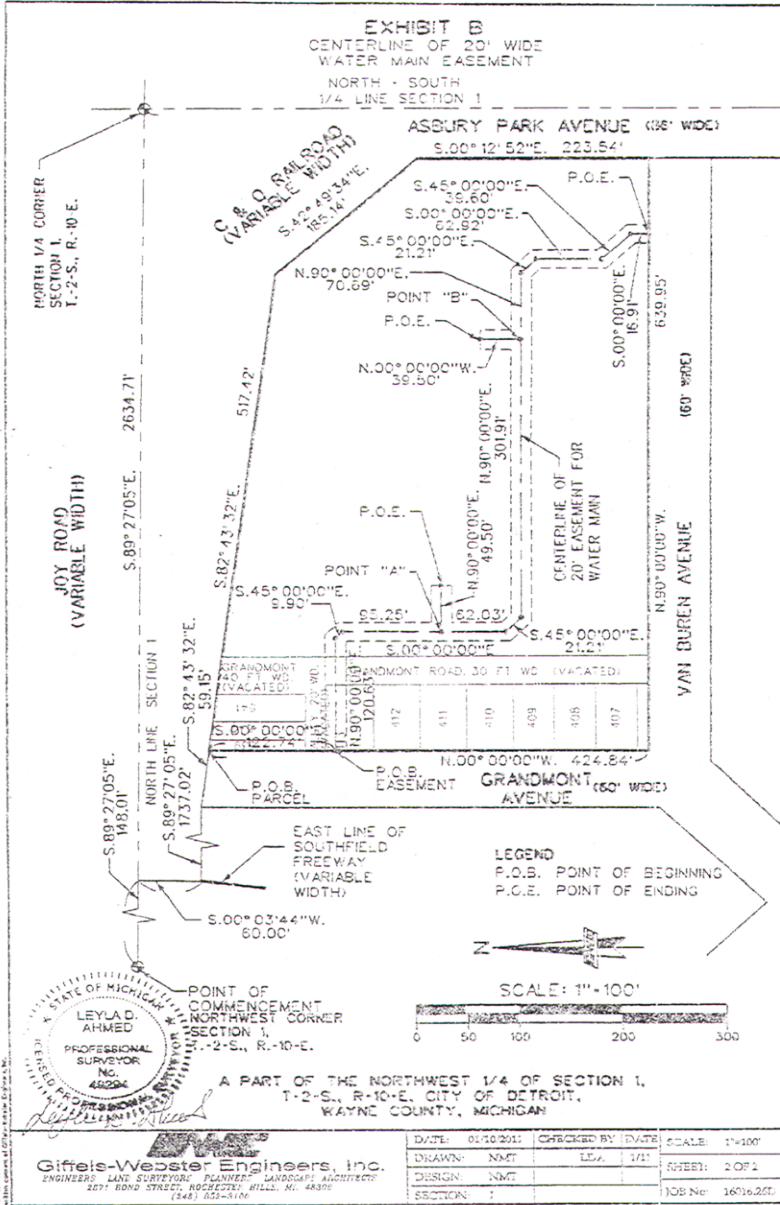 EXHIBIT B
CENTERLINE OF 20' WIDE
WATER MAIN EASEMENT
NORTH - SOUTH
1/4 LINE SECTION 1
ASBURY PARK AVENUE
WIDE)
S.00° 12' 52"E. 223.54'
C & O RAILROAD
(VARIABLE WIDTH)
S.42° 49'34"E.
185.14'
NORTH 1/4 CORNER
SECTION 1,
T.-2-S., R.-10-E.
S.45° 00'00"E.
39.60'
P.O.E.
S.00° 00'00"E.
62.92'
S.45° 00'00"E.
21.21'
N.90° 00'00"E.
70.69'
POINT "B"
P.O.E.
N.00° 00'00"W.
39.50'
S.00° 00'00"E.
16.91'
639.95'
(60' WIDE)
2634.71'
517.42'
N.90° 00'00"E.
301.91'
JOY ROAD
(VARIABLE WIDTH)
S.89° 27'05"E.
S.82° 43' 32"E.
P.O.E.
N.90° 00'00"E.
49.50'
CENTERLINE OF
20' EASEMENT FOR
WATER MAIN
N.90° 00'00"W.
VAN BUREN AVENUE
POINT "A"
S.45° 00'00"E.
9.90'
95.25'
62.03'
S.45° 00'00"E.
21.21'
S.00° 00'00"E
GRANDMONT
40 FT WD.
(VACATED)
20' WD.
N.90° 00'00"E.
120.63'
GRANDMONT ROAD, 30 FT WD. (VACATED)
412
411
410
409
408
407
NORTH LINE SECTION 1
S.82° 43' 32"E.
59.15'
S.00° 00'00"
122.74'
N.00° 00'00"W. 424.84'
P.O.B.
PARCEL
P.O.B.
EASEMENT
GRANDMONT
AVENUE
WIDE)
S.89° 27'05"E.
148.01'
S.89° 27' 05"E.
1737.02'
EAST LINE OF
SOUTHFIELD
FREEWAY
(VARIABLE
WIDTH)
S.00° 03'44"W.
60.00'
LEGEND
P.O.B. POINT OF BEGINNING
P.O.E. POINT OF ENDING
N
SCALE: 1"=100'
0 50 100 200 300
POINT OF
COMMENCEMENT
NORTHWEST CORNER
SECTION 1,
T.-2-S., R.-10-E.
STATE OF MICHIGAN
LEYLA D.
AHMED
PROFESSIONAL
SURVEYOR
No.
LICENSED PROFESSIONAL SURVEYOR
A PART OF THE NORTHWEST 1/4 OF SECTION 1,
T-2-S., R-10-E, CITY OF DETROIT,
WAYNE COUNTY, MICHIGAN
Giffels-Webster Engineers, Inc.
ENGINEERS LAND SURVEYORS PLANNERS LANDSCAPE ARCHITECTS
2871 BOND STREET, ROCHESTER HILLS, MI. 48309
DATE: CHECKED BY DATE SCALE: 1"=100'
DRAWN: NMT 1/11
DESIGN: NMT SHEET: 2 OF 2
SECTION: 1 JOB No: